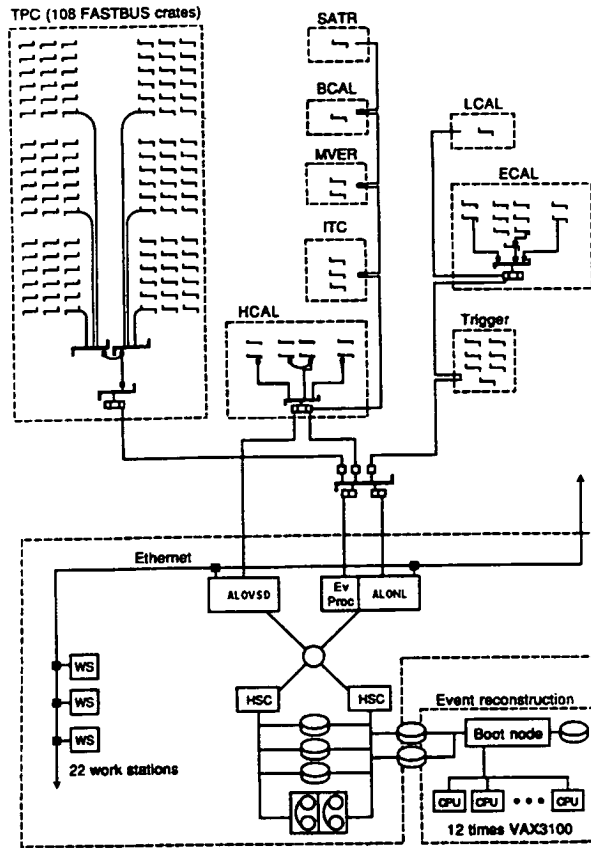 TPC (108 FASTBUS crates)
SATR
BCAL
MVER
ITC
HCAL
LCAL
ECAL
Trigger
Ethernet
ALOVSD
Ev
Proc
ALONL
WS
WS
WS
22 work stations
HSC
HSC
Event reconstruction
Boot node
CPU
CPU
CPU
12 times VAX3100